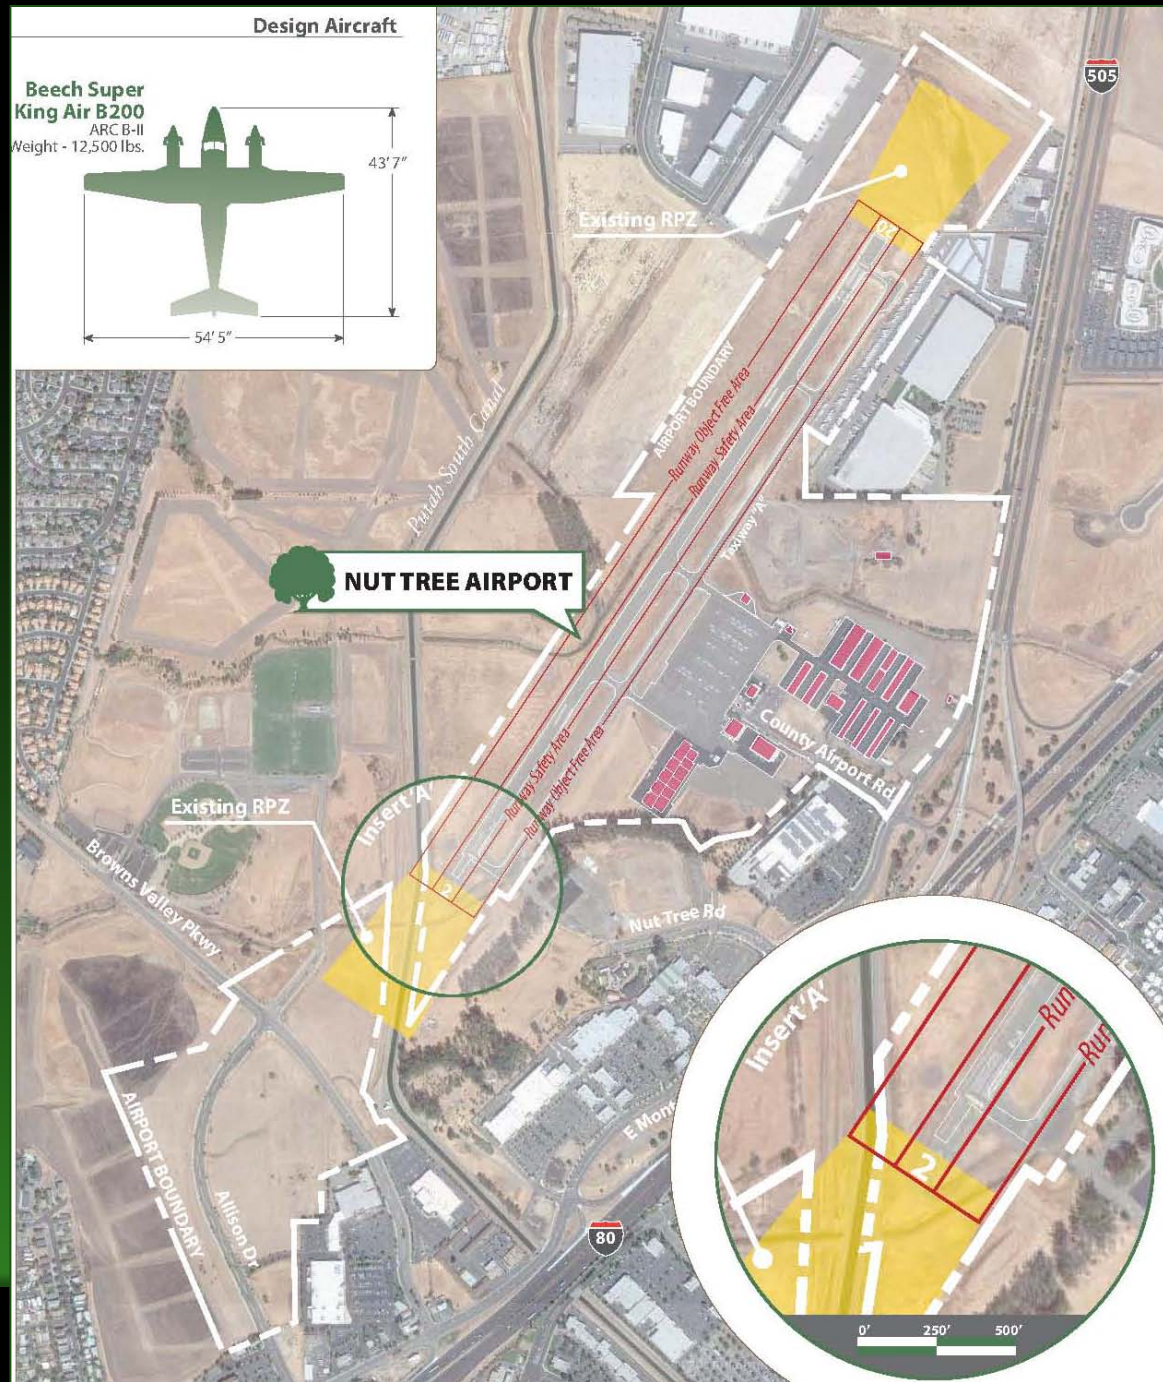 Design Aircraft
Beech Super
King Air B200
ARC B-II
Weight - 12,500 lbs.
43'7"
54'5"
505
Existing RPZ
20
AIRPORT BOUNDARY
Runway Object Free Area
Runway Safety Area
Putah South Canal
Taxiway "A"
NUT TREE AIRPORT
County Airport Rd
Runway Safety Area
Runway Object Free Area
Insert 'A'
Existing RPZ
Browns Valley Pkwy
2
Nut Tree Rd
AIRPORT BOUNDARY
Allison Dr
E Mont
80
Insert 'A'
Run
Run
2
0' 250' 500'